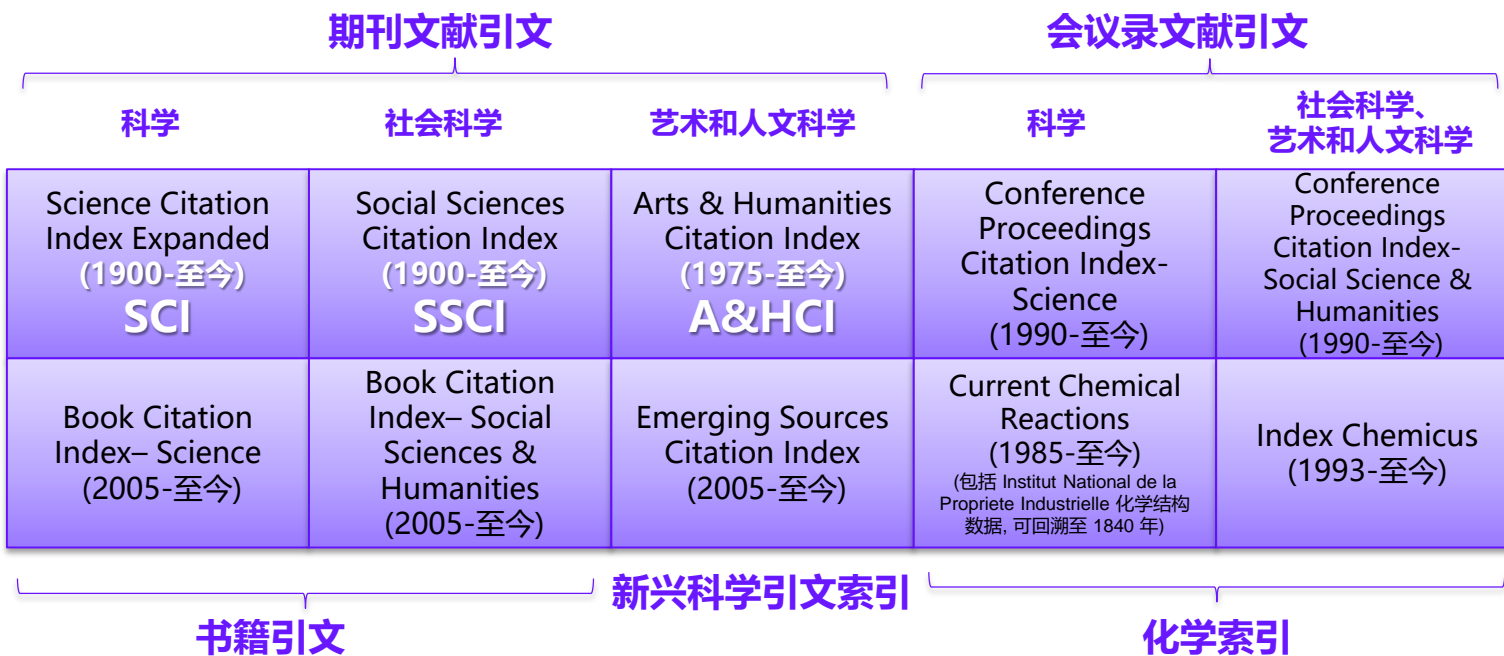 期刊文献引文
会议录文献引文
科学
社会科学
艺术和人文科学
科学
社会科学、
艺术和人文科学
Science Citation
Index Expanded
(1900-至今)
SCI
Social Sciences
Citation Index
(1900-至今)
SSCI
Arts & Humanities
Citation Index
(1975-至今)
A&HCI
Conference
Proceedings
Citation Index-
Science
(1990-至今)
Conference
Proceedings
Citation Index-
Social Science &
Humanities
(1990-至今)
Book Citation
Index– Science
(2005-至今)
Book Citation
Index– Social
Sciences &
Humanities
(2005-至今)
Emerging Sources
Citation Index
(2005-至今)
Current Chemical
Reactions
(1985-至今)
(包括 Institut National de la
Propriete Industrielle 化学结构
数据, 可回溯至 1840 年)
Index Chemicus
(1993-至今)
书籍引文
新兴科学引文索引
化学索引